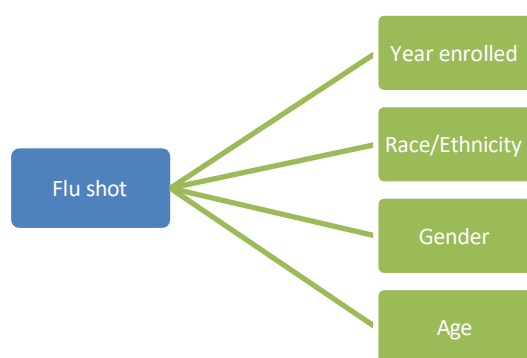 Year enrolled
Race/Ethnicity
Flu shot
Gender
Age